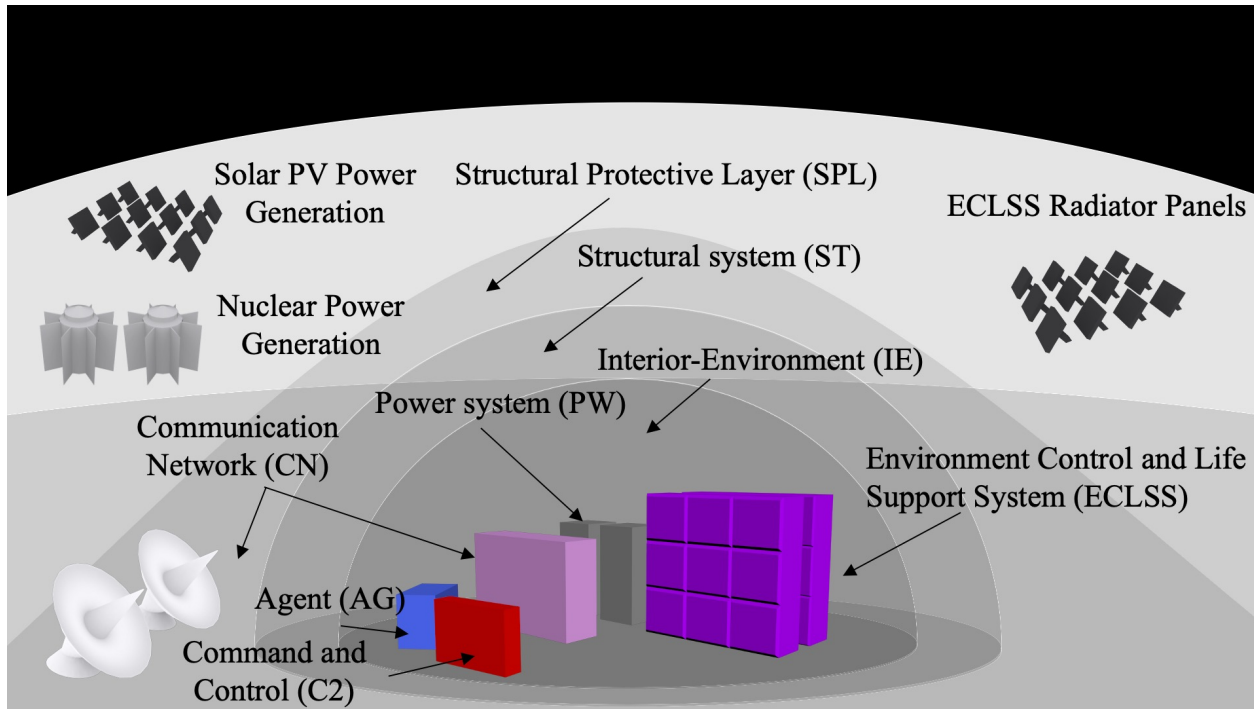 Solar PV Power
Generation
Structural Protective Layer (SPL)
ECLSS Radiator Panels
Structural system (ST)
Nuclear Power
Generation
Interior-Environment (IE)
Power system (PW)
Communication
Network (CN)
Environment Control and Life
Support System (ECLSS)
Agent (AG)
Command and
Control (C2)